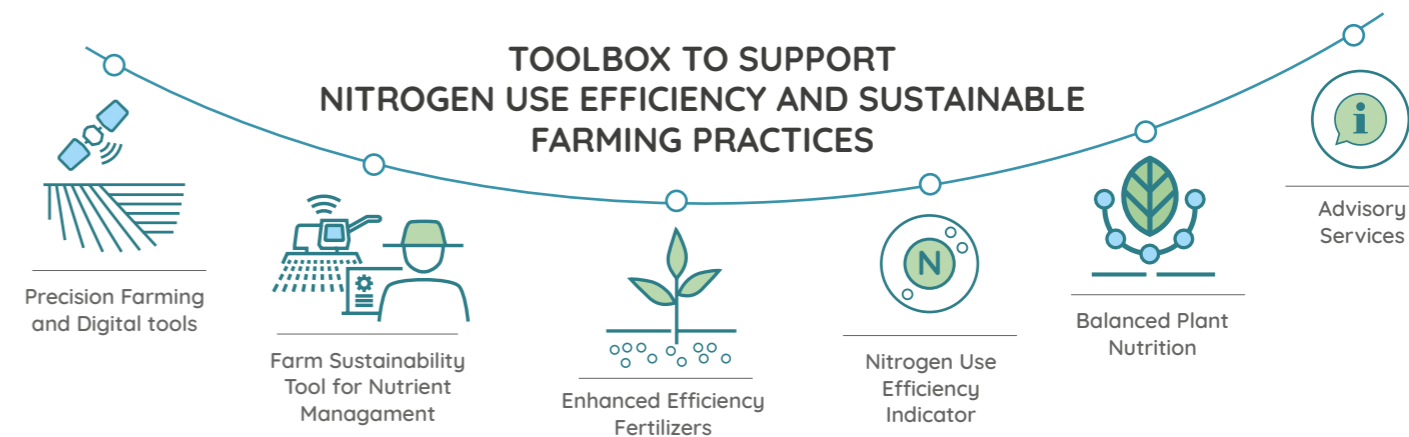 TOOLBOX TO SUPPORT
NITROGEN USE EFFICIENCY AND SUSTAINABLE
FARMING PRACTICES
Precision Farming
and Digital tools
Farm Sustainability
Tool for Nutrient
Managament
Enhanced Efficiency
Fertilizers
N
Nitrogen Use
Efficiency
Indicator
Balanced Plant
Nutrition
i
Advisory
Services